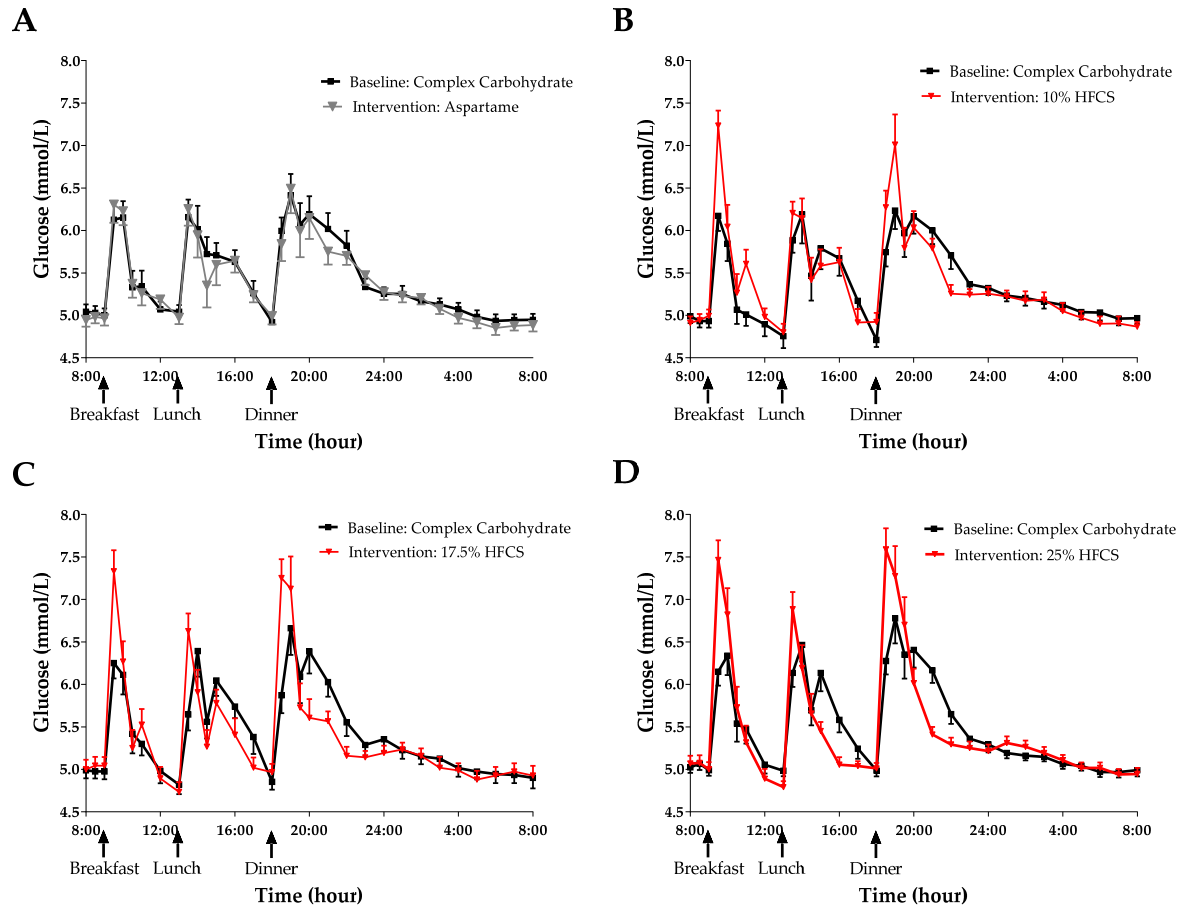 A
8.0
7.5
7.0
6.5
6.0
5.5
5.0
4.5
Glucose (mmol/L)
Baseline: Complex Carbohydrate
Intervention: Aspartame
8:00 12:00 16:00 20:00 24:00 4:00 8:00
Breakfast Lunch Dinner
Time (hour)
B
8.0
7.5
7.0
6.5
6.0
5.5
5.0
4.5
Glucose (mmol/L)
Baseline: Complex Carbohydrate
Intervention: 10% HFCS
8:00 12:00 16:00 20:00 24:00 4:00 8:00
Breakfast Lunch Dinner
Time (hour)
C
8.0
7.5
7.0
6.5
6.0
5.5
5.0
4.5
Glucose (mmol/L)
Baseline: Complex Carbohydrate
Intervention: 17.5% HFCS
8:00 12:00 16:00 20:00 24:00 4:00 8:00
Breakfast Lunch Dinner
Time (hour)
D
8.0
7.5
7.0
6.5
6.0
5.5
5.0
4.5
Glucose (mmol/L)
Baseline: Complex Carbohydrate
Intervention: 25% HFCS
8:00 12:00 16:00 20:00 24:00 4:00 8:00
Breakfast Lunch Dinner
Time (hour)